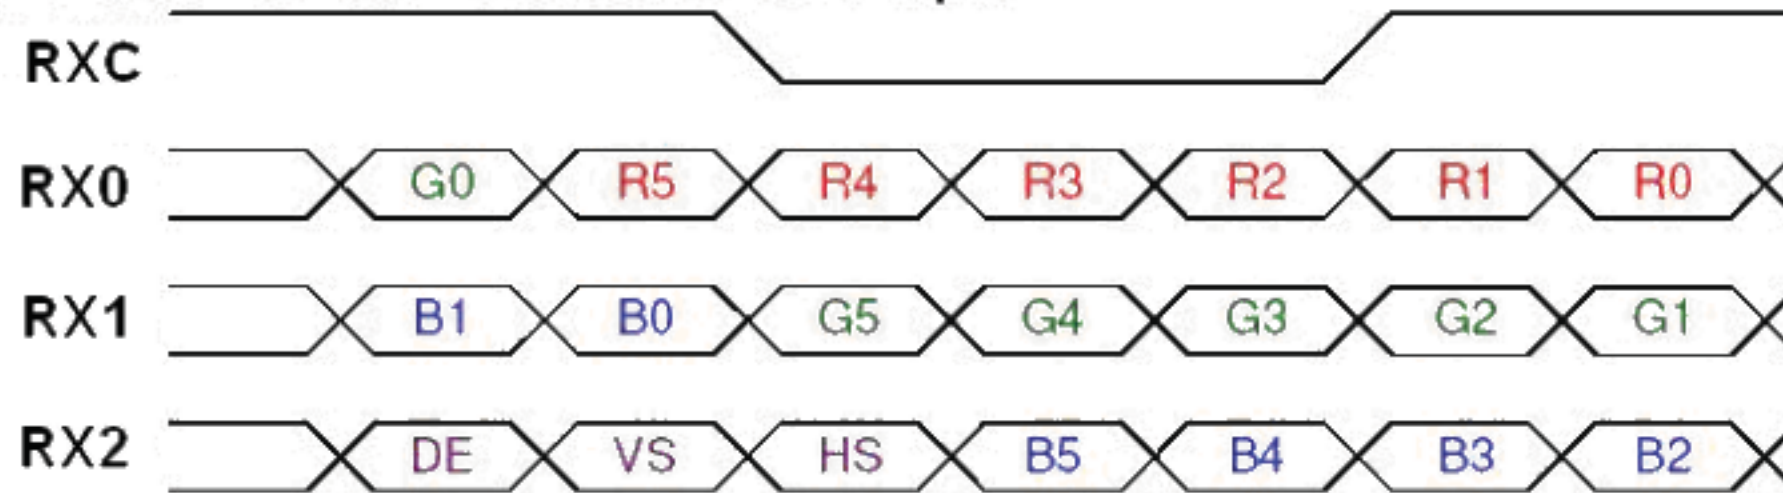 RXC
RX0 G0 R5 R4 R3 R2 R1 R0
RX1 B1 B0 G5 G4 G3 G2 G1
RX2 DE VS HS B5 B4 B3 B2